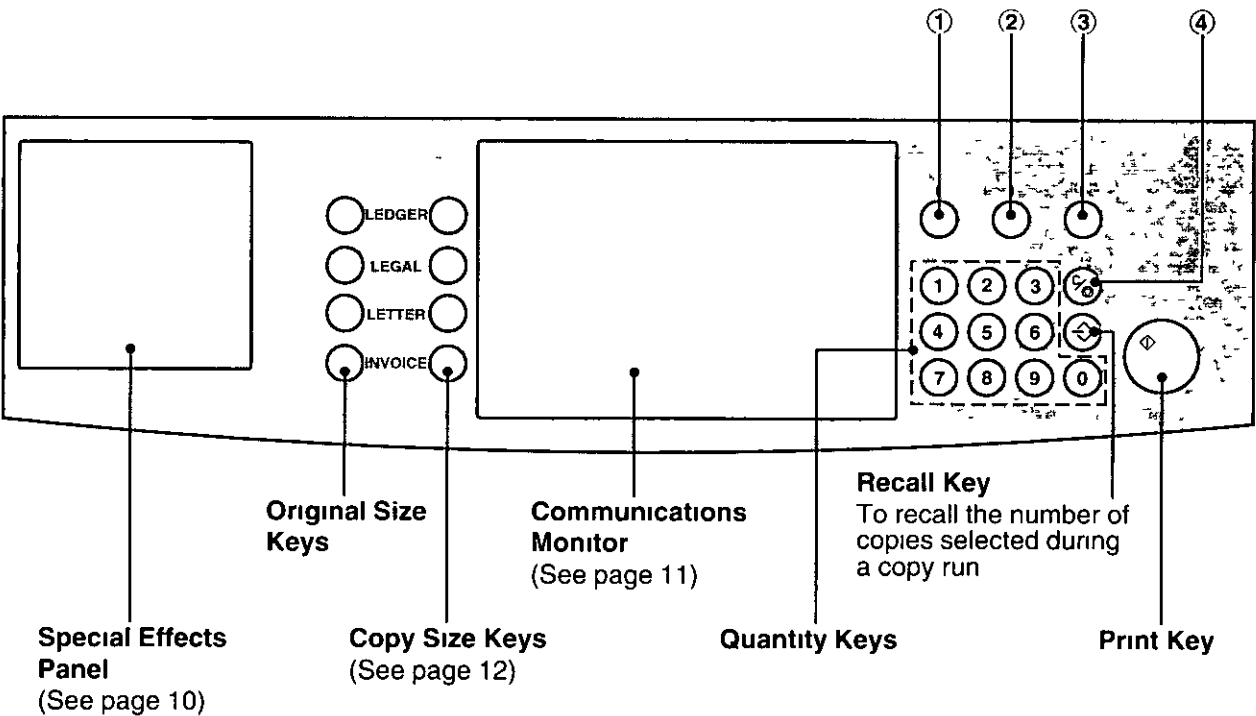 ① ② ③ ④
LEDGER
LEGAL
LETTER
INVOICE
1 2 3 C/
4 5 6
7 8 9 0
Original Size
Keys
Communications
Monitor
(See page 11)
Recall Key
To recall the number of
copies selected during
a copy run
Special Effects
Panel
(See page 10)
Copy Size Keys
(See page 12)
Quantity Keys
Print Key